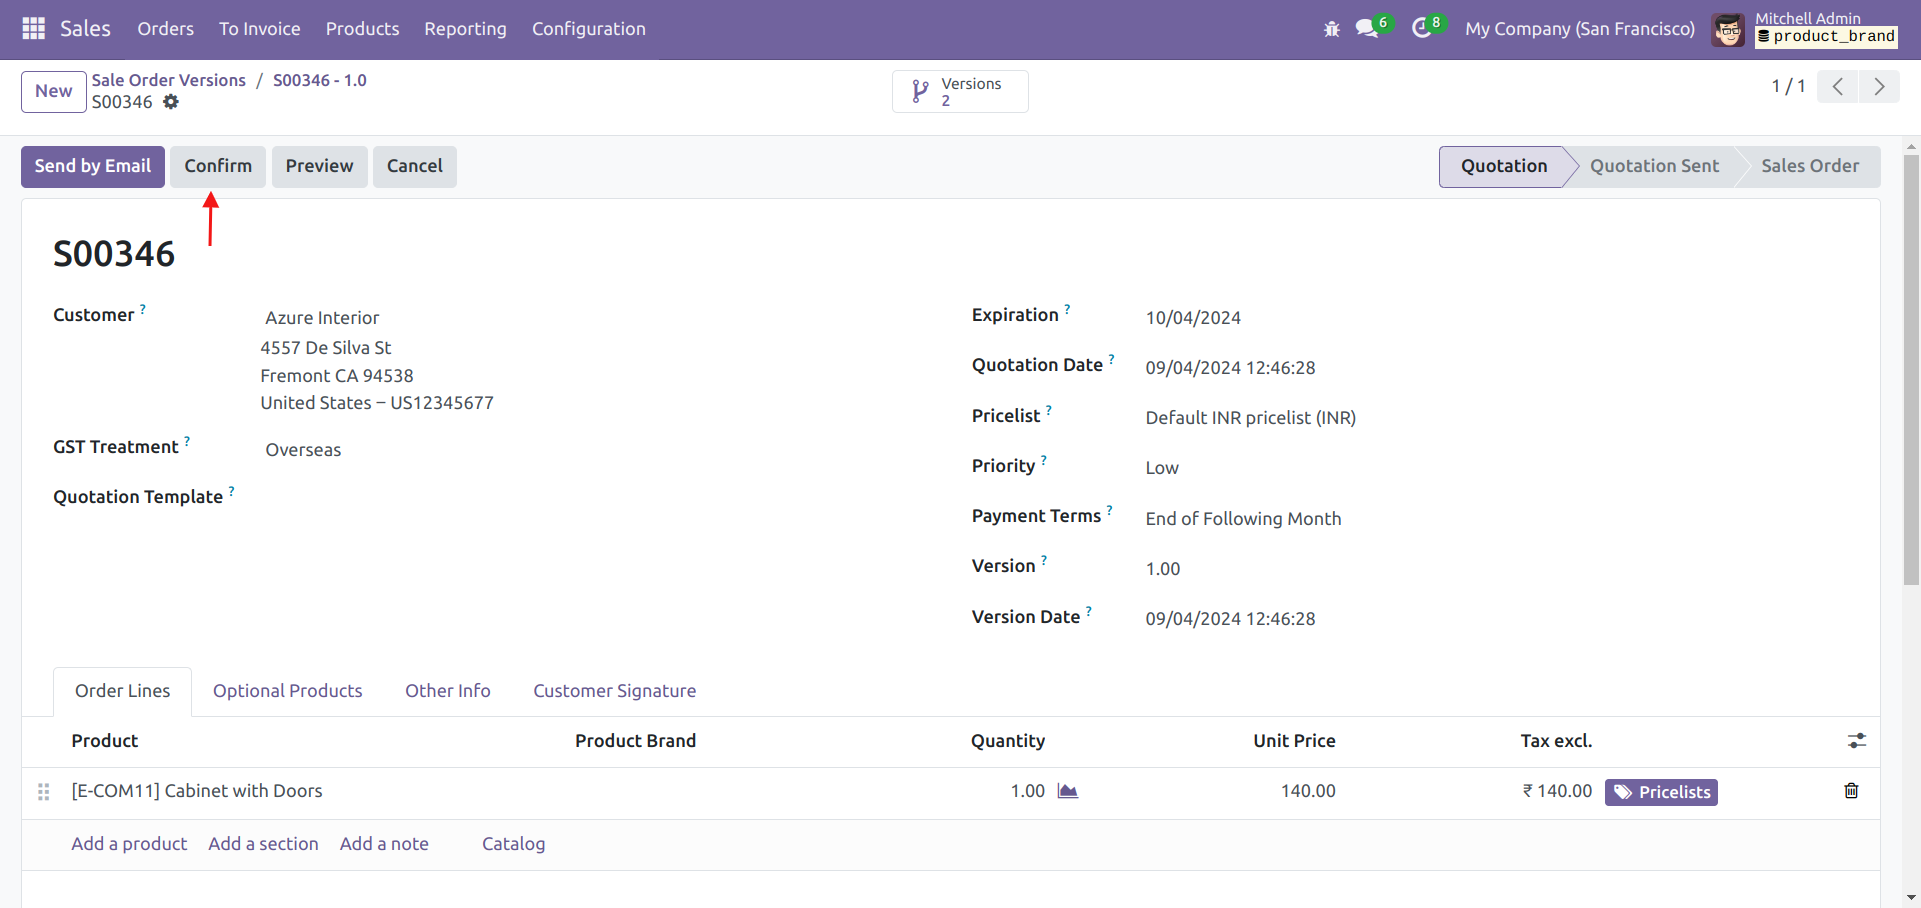 Sales Orders To Invoice Products Reporting Configuration 6 8 My Company (San Francisco) Mitchell Admin
product_brand
New Sale Order Versions / S00346 - 1.0
S00346
Versions
2
1 / 1
Send by Email Confirm Preview Cancel Quotation Quotation Sent Sales Order
S00346
Customer ? Azure Interior
4557 De Silva St
Fremont CA 94538
United States – US12345677
GST Treatment ? Overseas
Quotation Template ?
Expiration ? 10/04/2024
Quotation Date ? 09/04/2024 12:46:28
Pricelist ? Default INR pricelist (INR)
Priority ? Low
Payment Terms ? End of Following Month
Version ? 1.00
Version Date ? 09/04/2024 12:46:28
Order Lines Optional Products Other Info Customer Signature
Product Product Brand Quantity Unit Price Tax excl.
[E-COM11] Cabinet with Doors 1.00 140.00 ₹ 140.00 Pricelists
Add a product Add a section Add a note Catalog